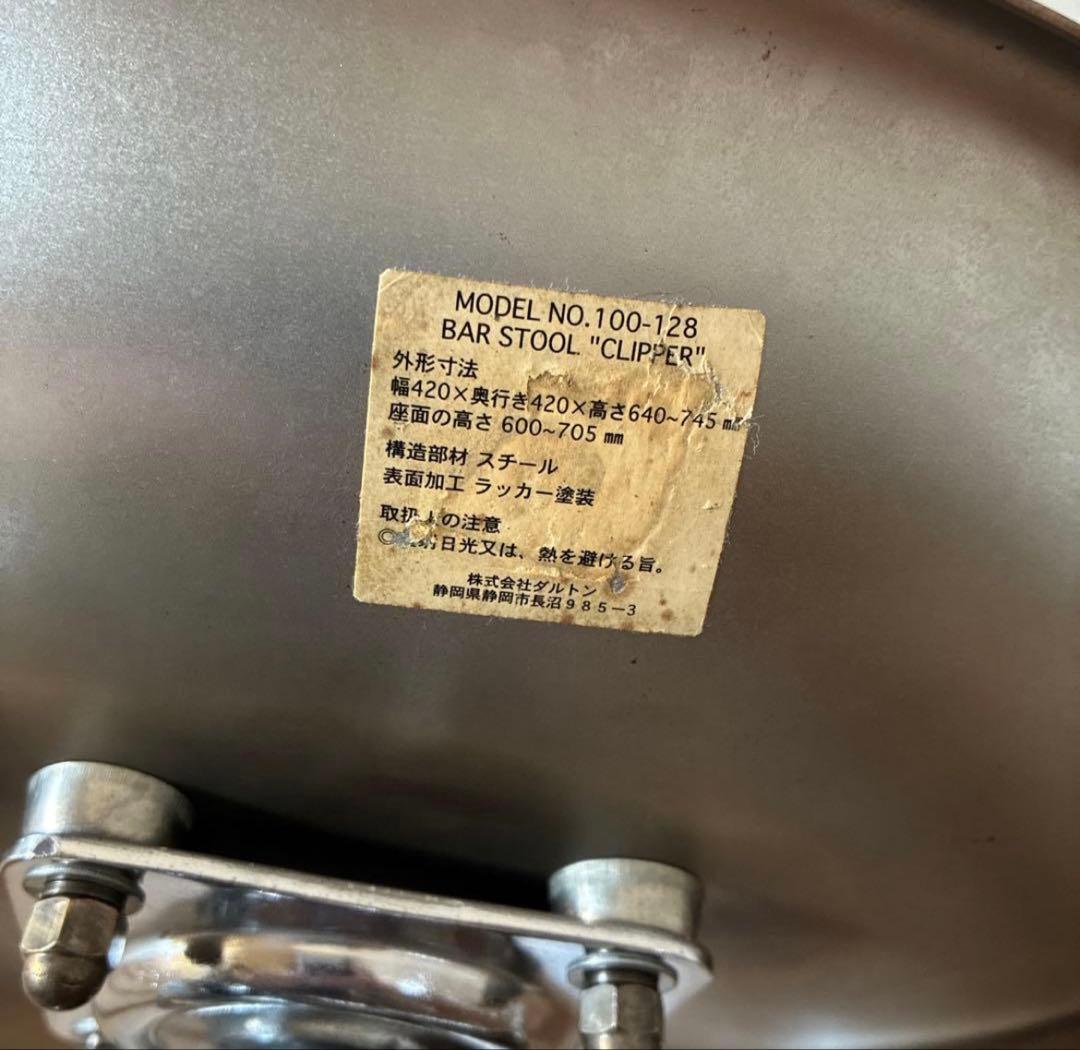 MODEL NO.100-128
BAR STOOL "CLIPPER"
外形寸法
幅420×奥行き420×高さ640~745㎜
座面の高さ 600~705㎜
構造部材 スチール
表面加工 ラッカー塗装
取扱 の注意
◎ 射日光又は、熱を避ける旨。
株式会社ダルトン
静岡県静岡市長沼985-3